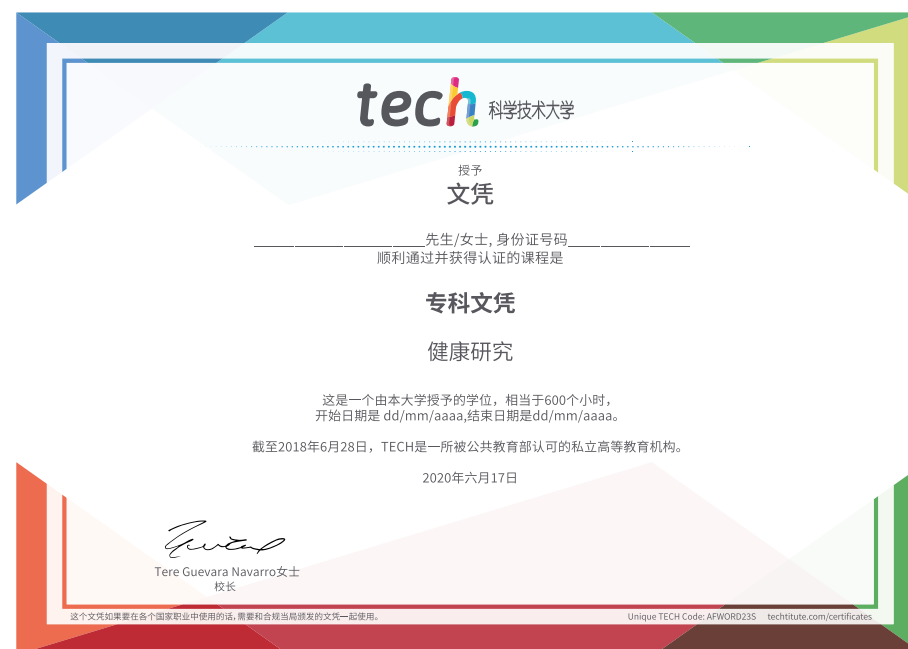 tech 科学技术大学
授予
文凭
先生/女士, 身份证号码
顺利通过并获得认证的课程是
专科文凭
健康研究
这是一个由本大学授予的学位，相当于600个小时，
开始日期是 dd/mm/aaaa,结束日期是dd/mm/aaaa。
截至2018年6月28日，TECH是一所被公共教育部认可的私立高等教育机构。
2020年六月17日
Tere Guevara Navarro女士
校长
这个文凭如果要在各个国家职业中使用的话,需要和合规当局颁发的文凭一起使用。
Unique TECH Code: AFWORD23S techtitute.com/certificates